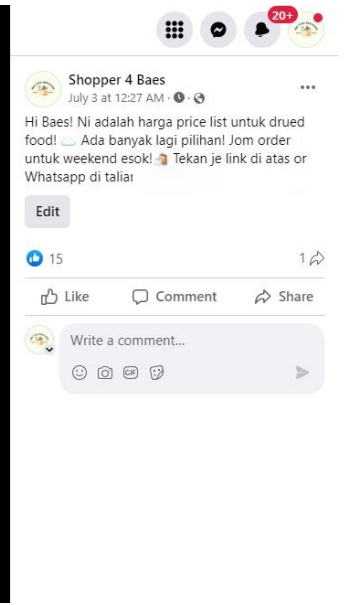 20+
Shopper 4 Baes
July 3 at 12:27 AM ·
Hi Baes! Ni adalah harga price list untuk drued
food! Ada banyak lagi pilihan! Jom order
untuk weekend esok! Tekan je link di atas or
Whatsapp di talian
Edit
15
1
Like Comment Share
Write a comment...
GIF